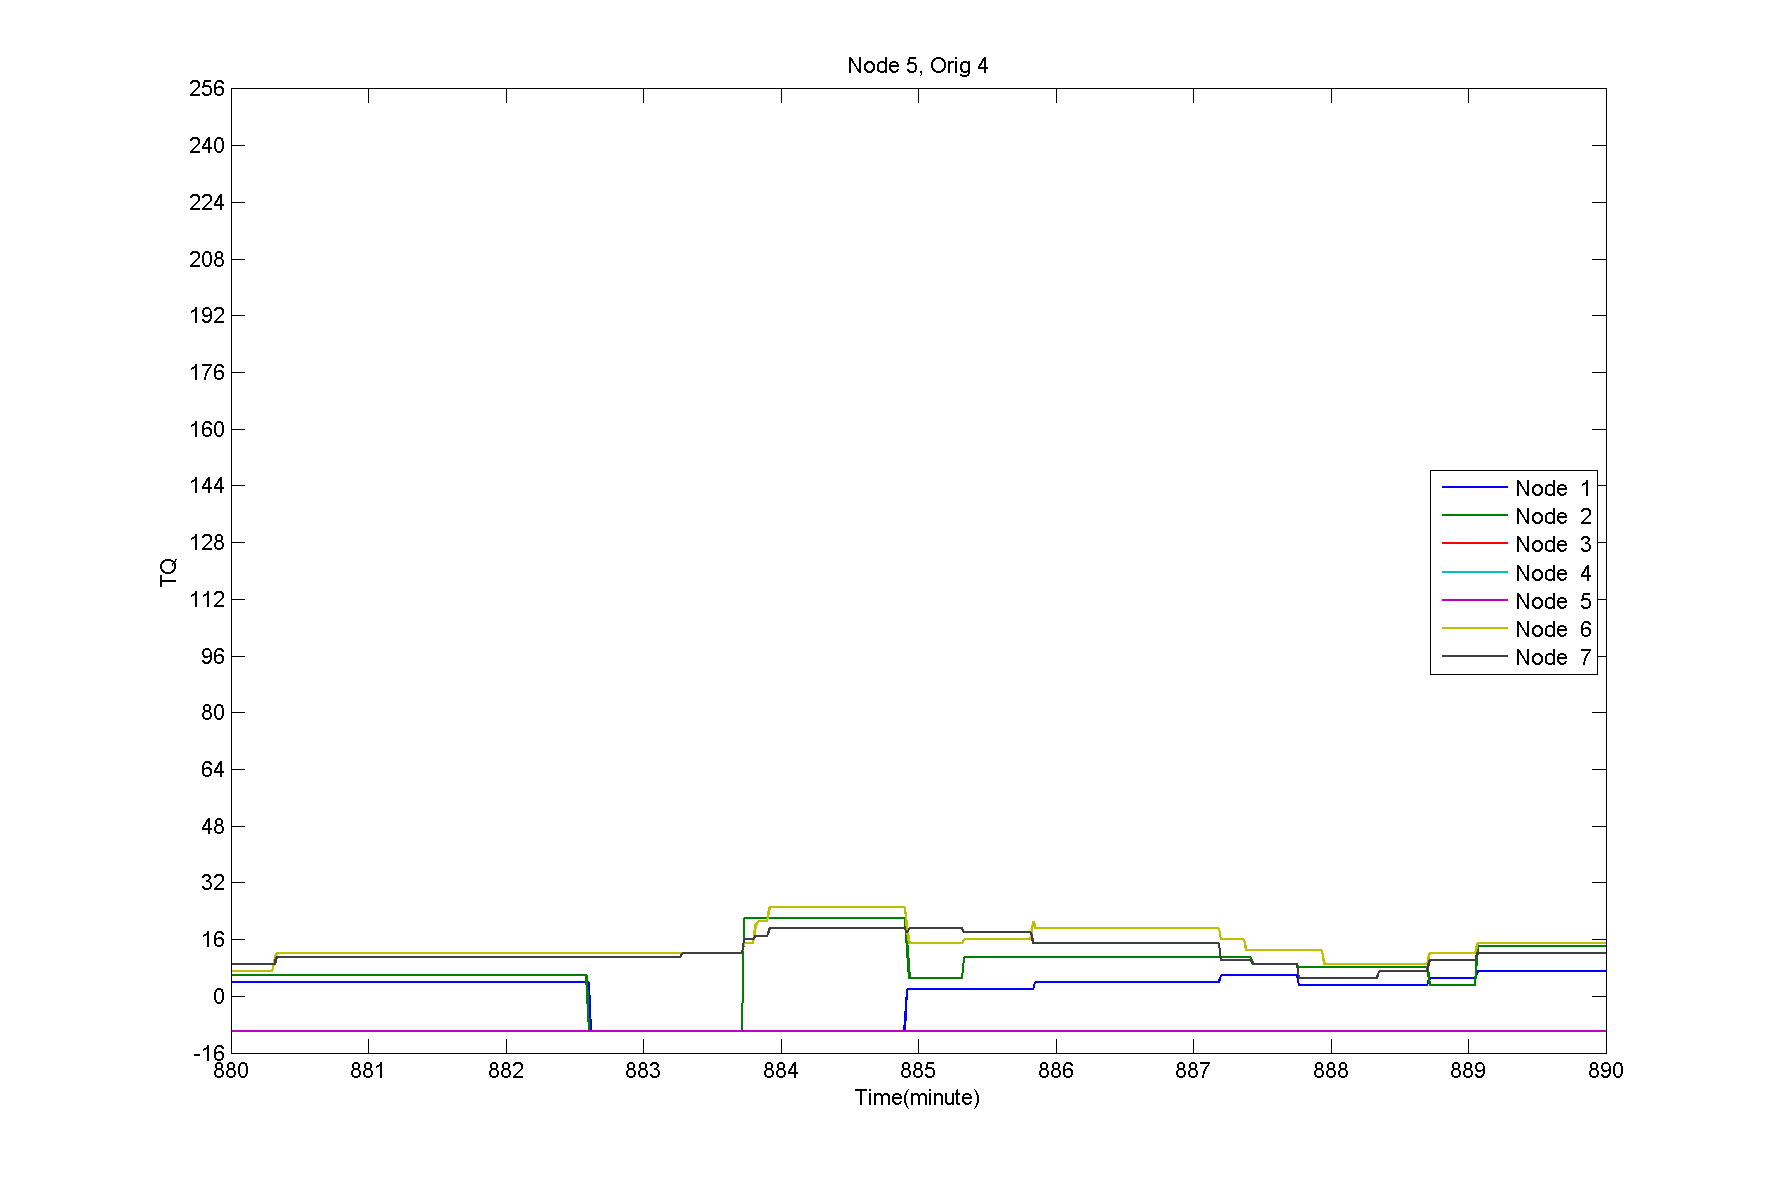 Node 5, Orig 4
256
240
224
208
192
176
160
144
128
112
96
80
64
48
32
16
0
-16
TQ
Node 1
Node 2
Node 3
Node 4
Node 5
Node 6
Node 7
880 881 882 883 884 885 886 887 888 889 890
Time(minute)